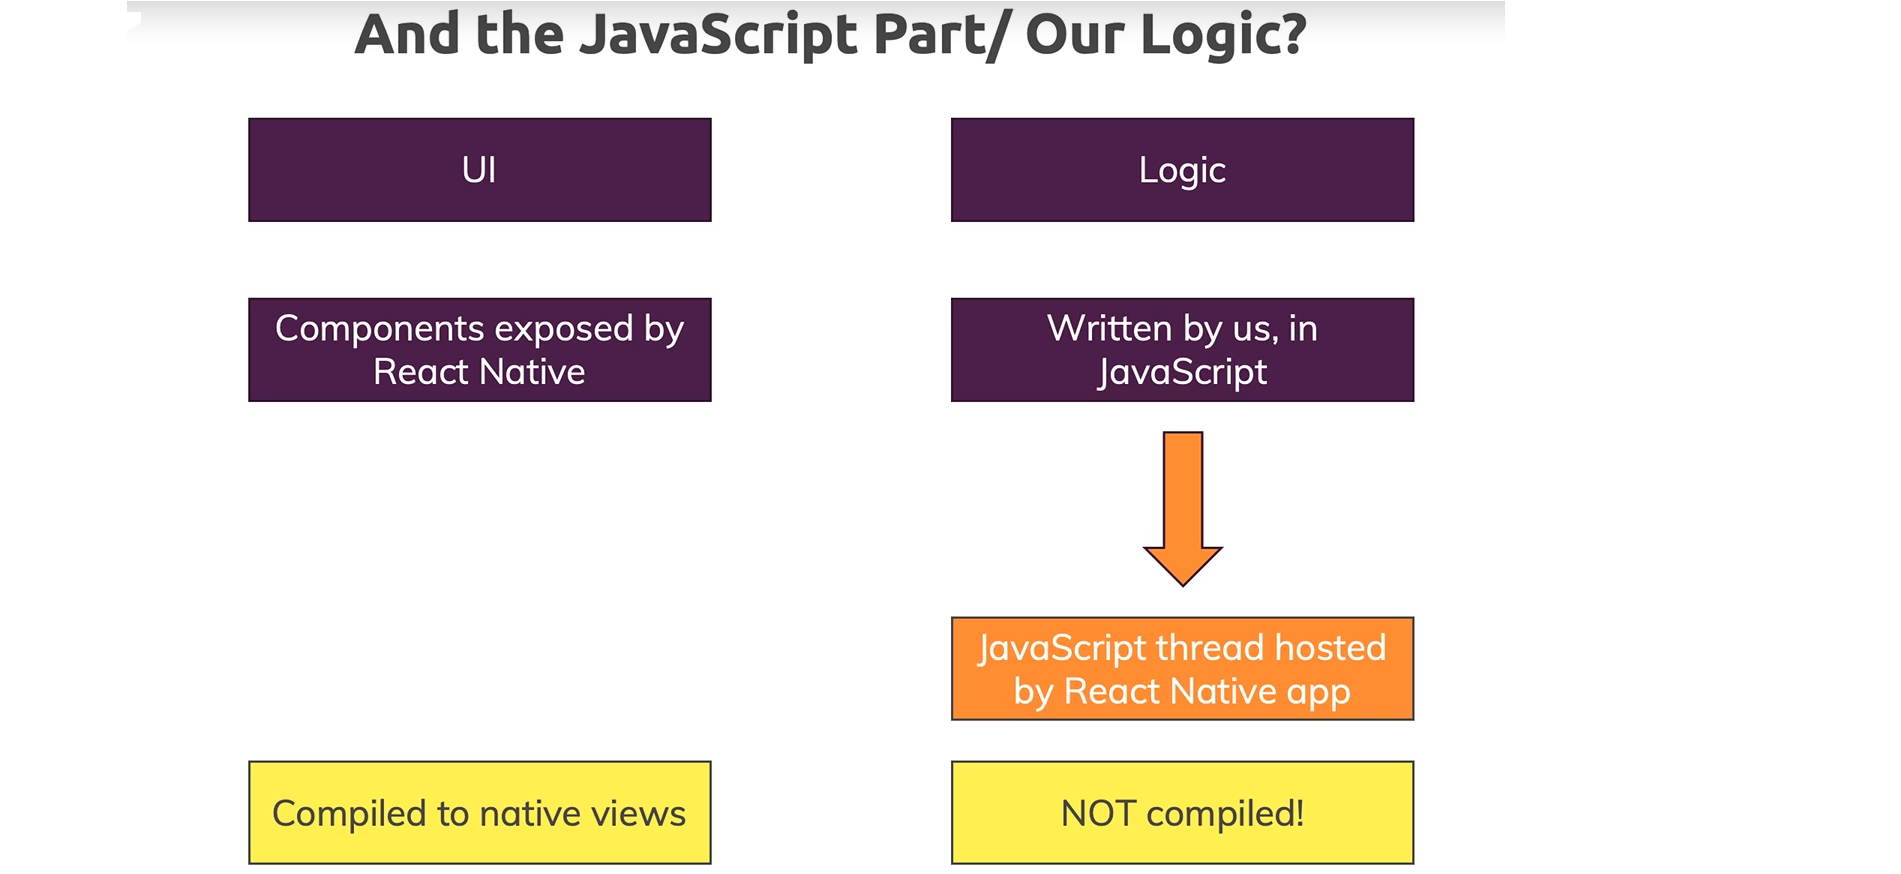 And the JavaScript Part/ Our Logic?
UI
Logic
Components exposed by
React Native
Written by us, in
JavaScript
JavaScript thread hosted
by React Native app
Compiled to native views
NOT compiled!